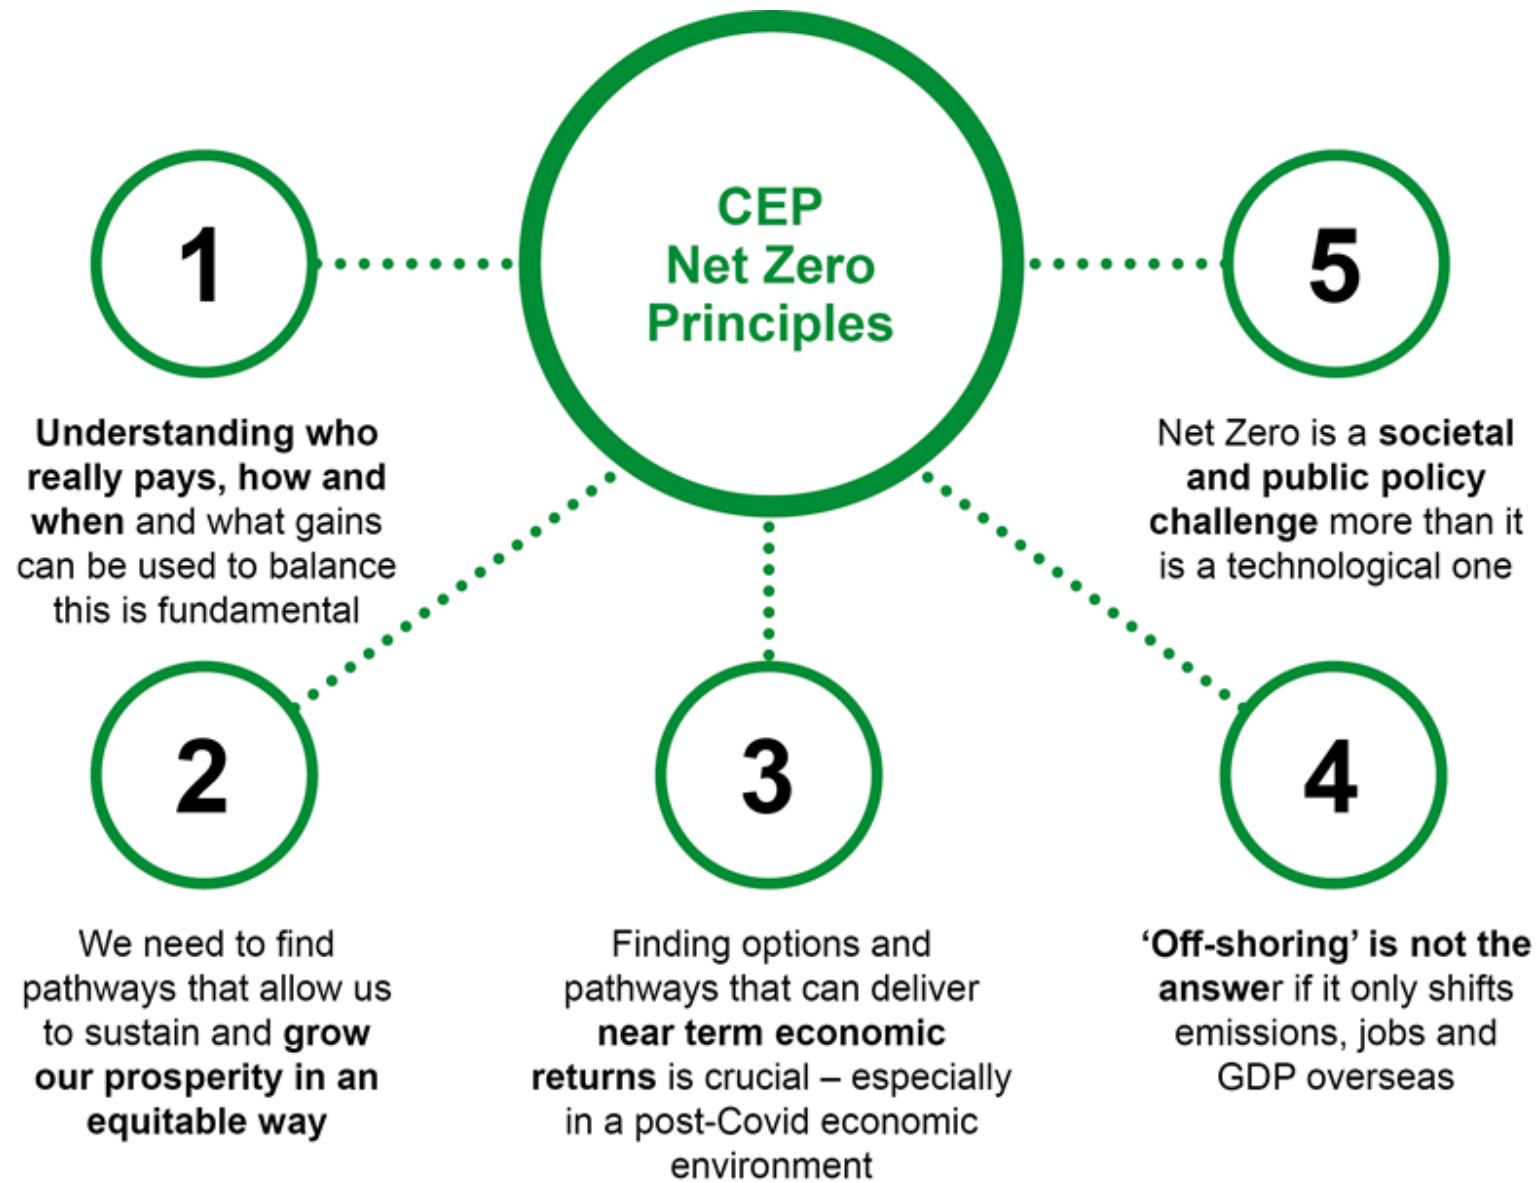 CEP
Net Zero
Principles
1
Understanding who
really pays, how and
when and what gains
can be used to balance
this is fundamental
2
We need to find
pathways that allow us
to sustain and grow
our prosperity in an
equitable way
3
Finding options and
pathways that can deliver
near term economic
returns is crucial – especially
in a post-Covid economic
environment
4
‘Off-shoring’ is not the
answer if it only shifts
emissions, jobs and
GDP overseas
5
Net Zero is a societal
and public policy
challenge more than it
is a technological one